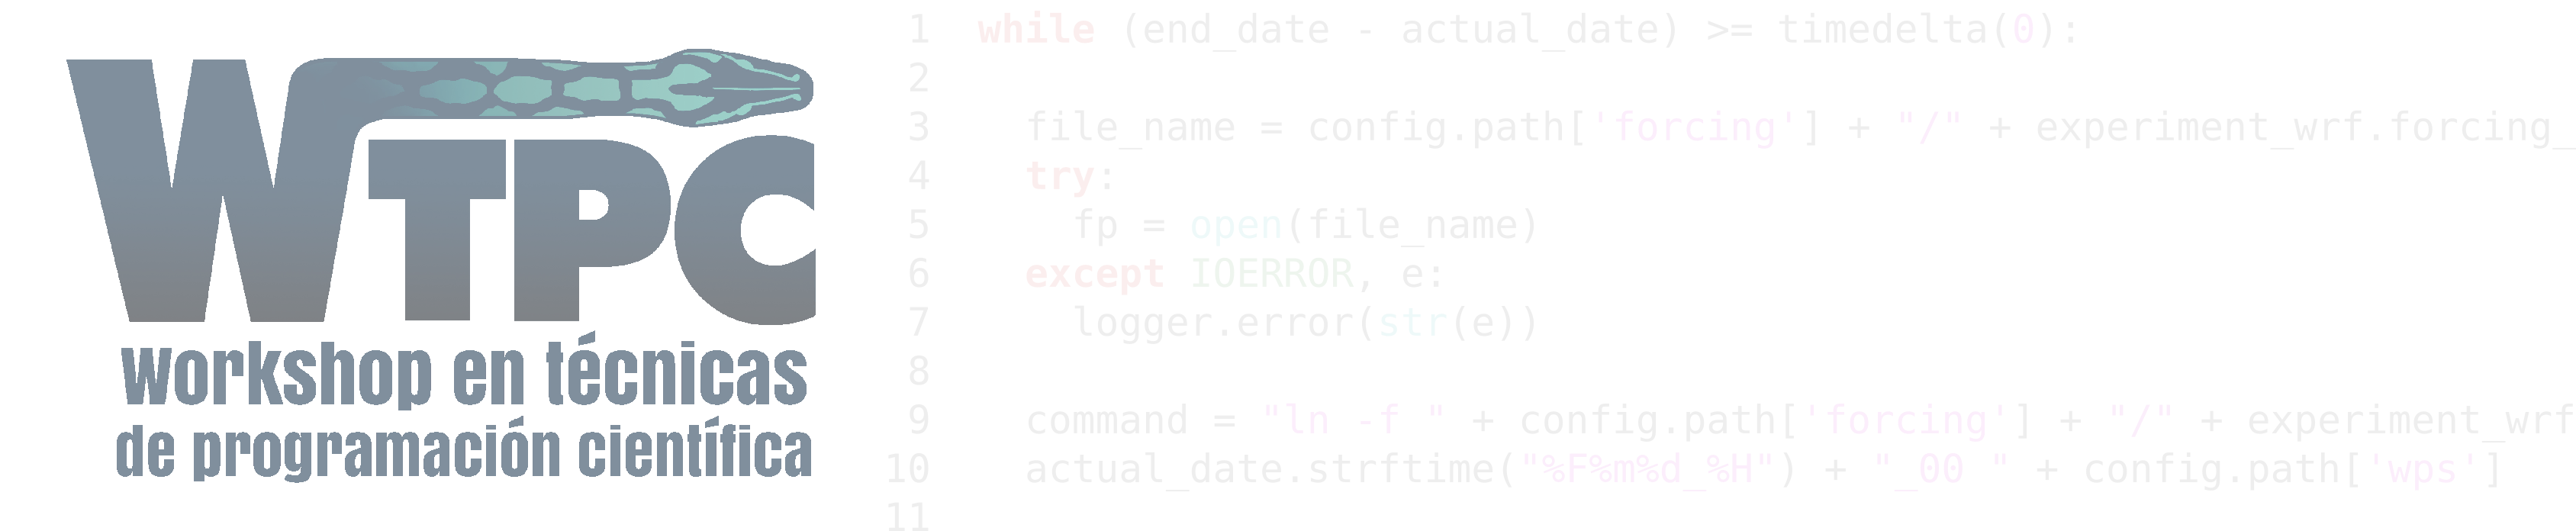 WTPC
workshop en técnicas
de programación científica
1 while (end_date - actual_date) >= timedelta(0):
2
3 file_name = config.path['forcing'] + "/" + experiment_wrf.forcing_
4 try:
5 fp = open(file_name)
6 except IOERROR, e:
7 logger.error(str(e))
8
9 command = "ln -f " + config.path['forcing'] + "/" + experiment_wrf
10 actual_date.strftime("%F%m%d_%H") + "_00 " + config.path['wps']
11